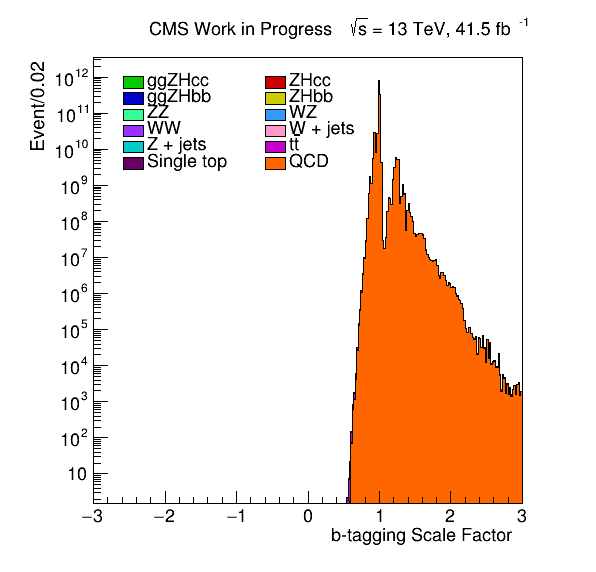 CMS Work in Progress √s = 13 TeV, 41.5 fb⁻¹
Event/0.02
10¹²
10¹¹
10¹⁰
10⁹
10⁸
10⁷
10⁶
10⁵
10⁴
10³
10²
10
ggZHcc ZHcc
ggZHbb ZHbb
ZZ WZ
WW W + jets
Z + jets tt
Single top QCD
−3 −2 −1 0 1 2 3
b-tagging Scale Factor